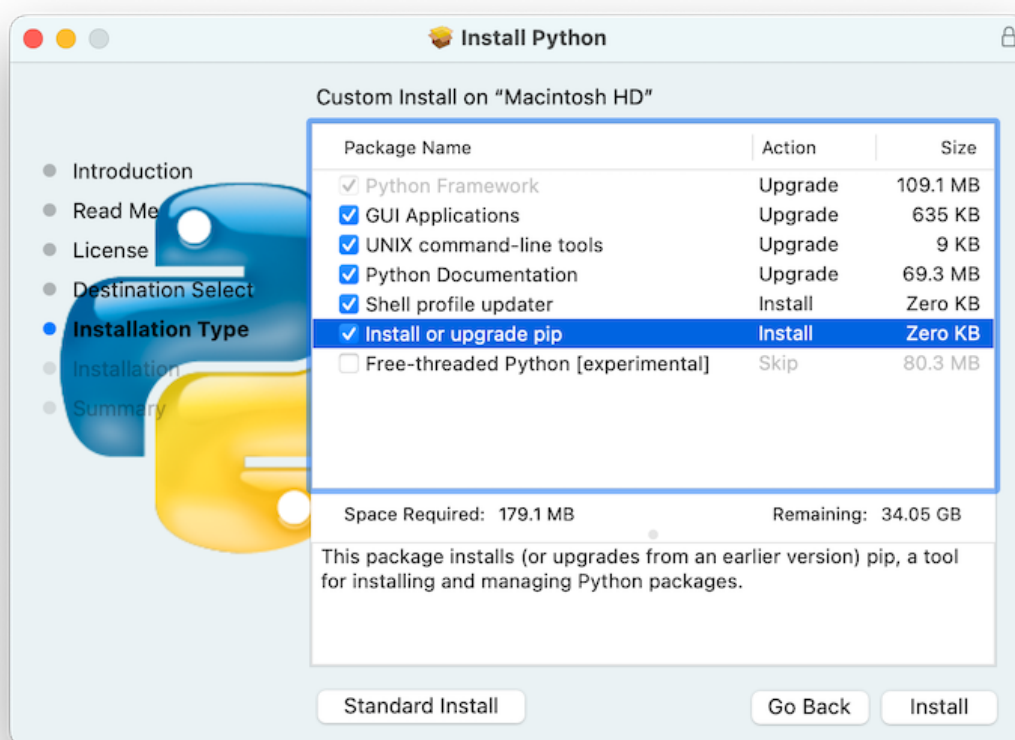 Install Python
Custom Install on “Macintosh HD”
Introduction
Read Me
License
Destination Select
Installation Type
Installation
Summary
Package Name Action Size
Python Framework Upgrade 109.1 MB
GUI Applications Upgrade 635 KB
UNIX command-line tools Upgrade 9 KB
Python Documentation Upgrade 69.3 MB
Shell profile updater Install Zero KB
Install or upgrade pip Install Zero KB
Free-threaded Python [experimental] Skip 80.3 MB
Space Required: 179.1 MB Remaining: 34.05 GB
This package installs (or upgrades from an earlier version) pip, a tool
for installing and managing Python packages.
Standard Install Go Back Install